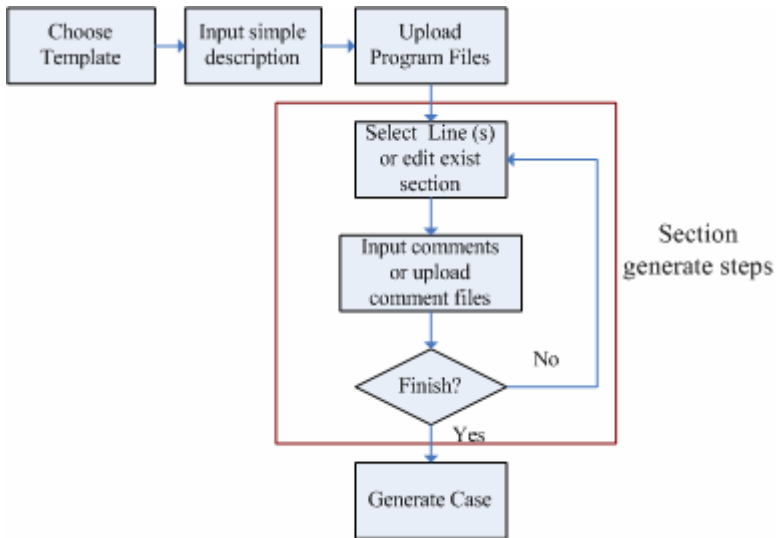 Choose
Template
Input simple
description
Upload
Program Files
Select Line (s)
or edit exist
section
Input comments
or upload
comment files
Section
generate steps
Finish?
No
Yes
Generate Case